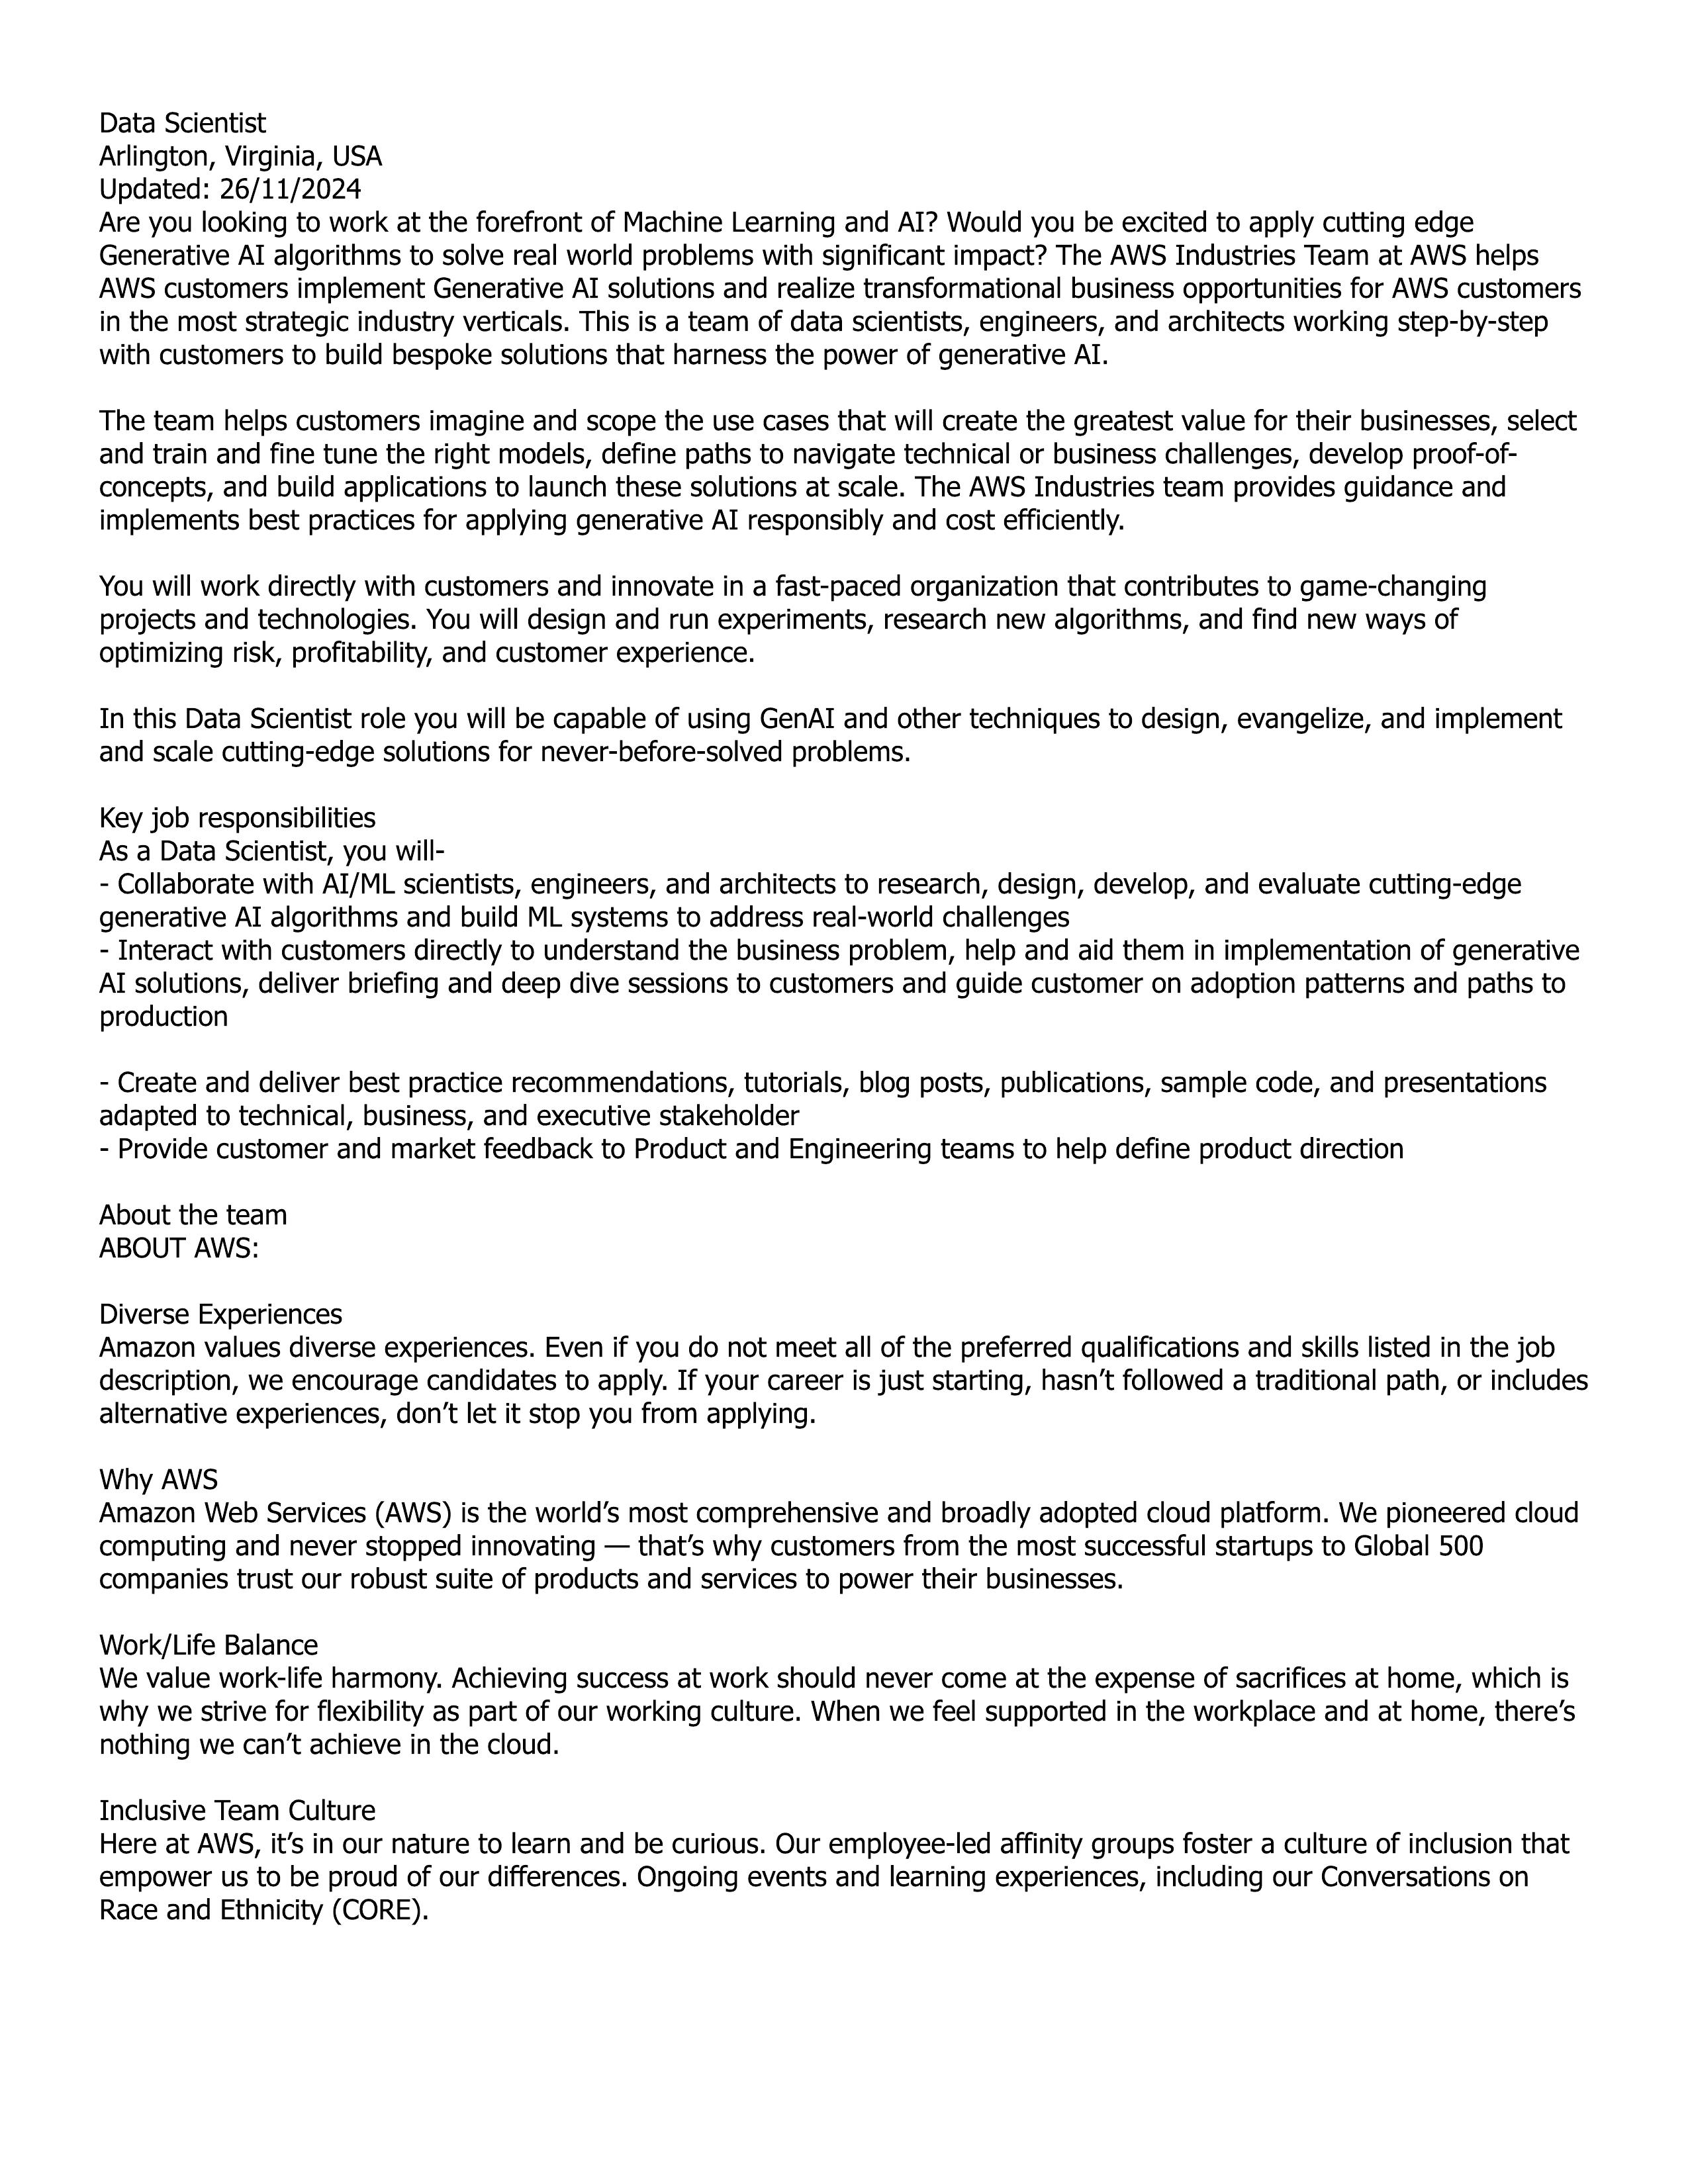 Data Scientist
Arlington, Virginia, USA
Updated: 26/11/2024
Are you looking to work at the forefront of Machine Learning and AI? Would you be excited to apply cutting edge
Generative AI algorithms to solve real world problems with significant impact? The AWS Industries Team at AWS helps
AWS customers implement Generative AI solutions and realize transformational business opportunities for AWS customers
in the most strategic industry verticals. This is a team of data scientists, engineers, and architects working step-by-step
with customers to build bespoke solutions that harness the power of generative AI.

The team helps customers imagine and scope the use cases that will create the greatest value for their businesses, select
and train and fine tune the right models, define paths to navigate technical or business challenges, develop proof-of-
concepts, and build applications to launch these solutions at scale. The AWS Industries team provides guidance and
implements best practices for applying generative AI responsibly and cost efficiently.

You will work directly with customers and innovate in a fast-paced organization that contributes to game-changing
projects and technologies. You will design and run experiments, research new algorithms, and find new ways of
optimizing risk, profitability, and customer experience.

In this Data Scientist role you will be capable of using GenAI and other techniques to design, evangelize, and implement
and scale cutting-edge solutions for never-before-solved problems.

Key job responsibilities
As a Data Scientist, you will-
- Collaborate with AI/ML scientists, engineers, and architects to research, design, develop, and evaluate cutting-edge
generative AI algorithms and build ML systems to address real-world challenges
- Interact with customers directly to understand the business problem, help and aid them in implementation of generative
AI solutions, deliver briefing and deep dive sessions to customers and guide customer on adoption patterns and paths to
production

- Create and deliver best practice recommendations, tutorials, blog posts, publications, sample code, and presentations
adapted to technical, business, and executive stakeholder
- Provide customer and market feedback to Product and Engineering teams to help define product direction

About the team
ABOUT AWS:

Diverse Experiences
Amazon values diverse experiences. Even if you do not meet all of the preferred qualifications and skills listed in the job
description, we encourage candidates to apply. If your career is just starting, hasn’t followed a traditional path, or includes
alternative experiences, don’t let it stop you from applying.

Why AWS
Amazon Web Services (AWS) is the world’s most comprehensive and broadly adopted cloud platform. We pioneered cloud
computing and never stopped innovating — that’s why customers from the most successful startups to Global 500
companies trust our robust suite of products and services to power their businesses.

Work/Life Balance
We value work-life harmony. Achieving success at work should never come at the expense of sacrifices at home, which is
why we strive for flexibility as part of our working culture. When we feel supported in the workplace and at home, there’s
nothing we can’t achieve in the cloud.

Inclusive Team Culture
Here at AWS, it’s in our nature to learn and be curious. Our employee-led affinity groups foster a culture of inclusion that
empower us to be proud of our differences. Ongoing events and learning experiences, including our Conversations on
Race and Ethnicity (CORE).